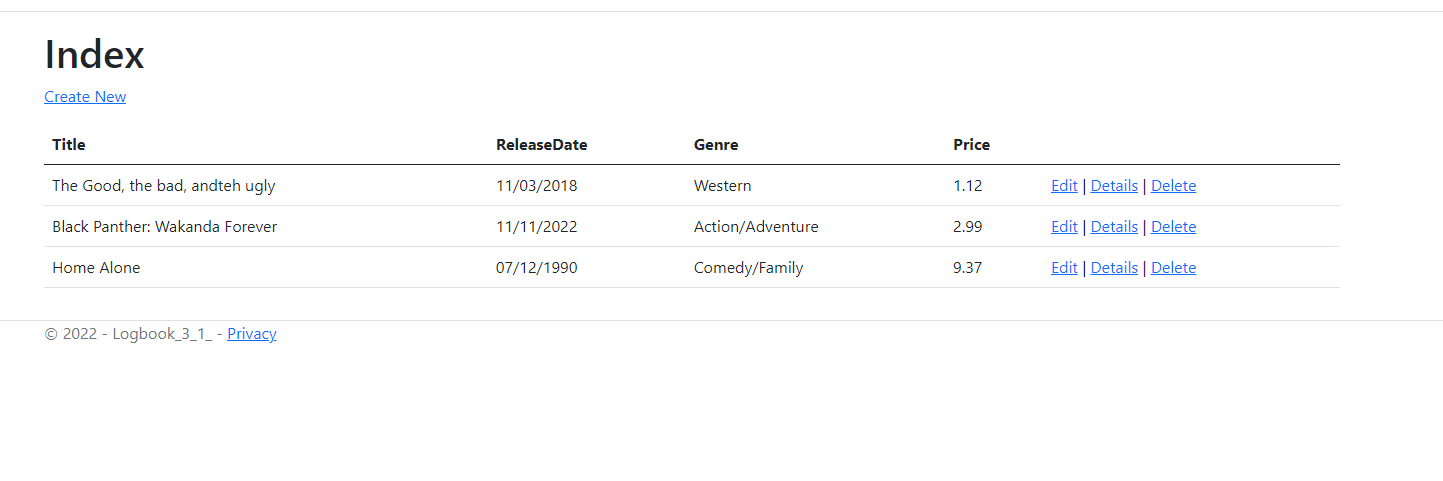 Index
Create New
Title ReleaseDate Genre Price
The Good, the bad, andteh ugly 11/03/2018 Western 1.12 Edit | Details | Delete
Black Panther: Wakanda Forever 11/11/2022 Action/Adventure 2.99 Edit | Details | Delete
Home Alone 07/12/1990 Comedy/Family 9.37 Edit | Details | Delete
© 2022 - Logbook_3_1_ - Privacy